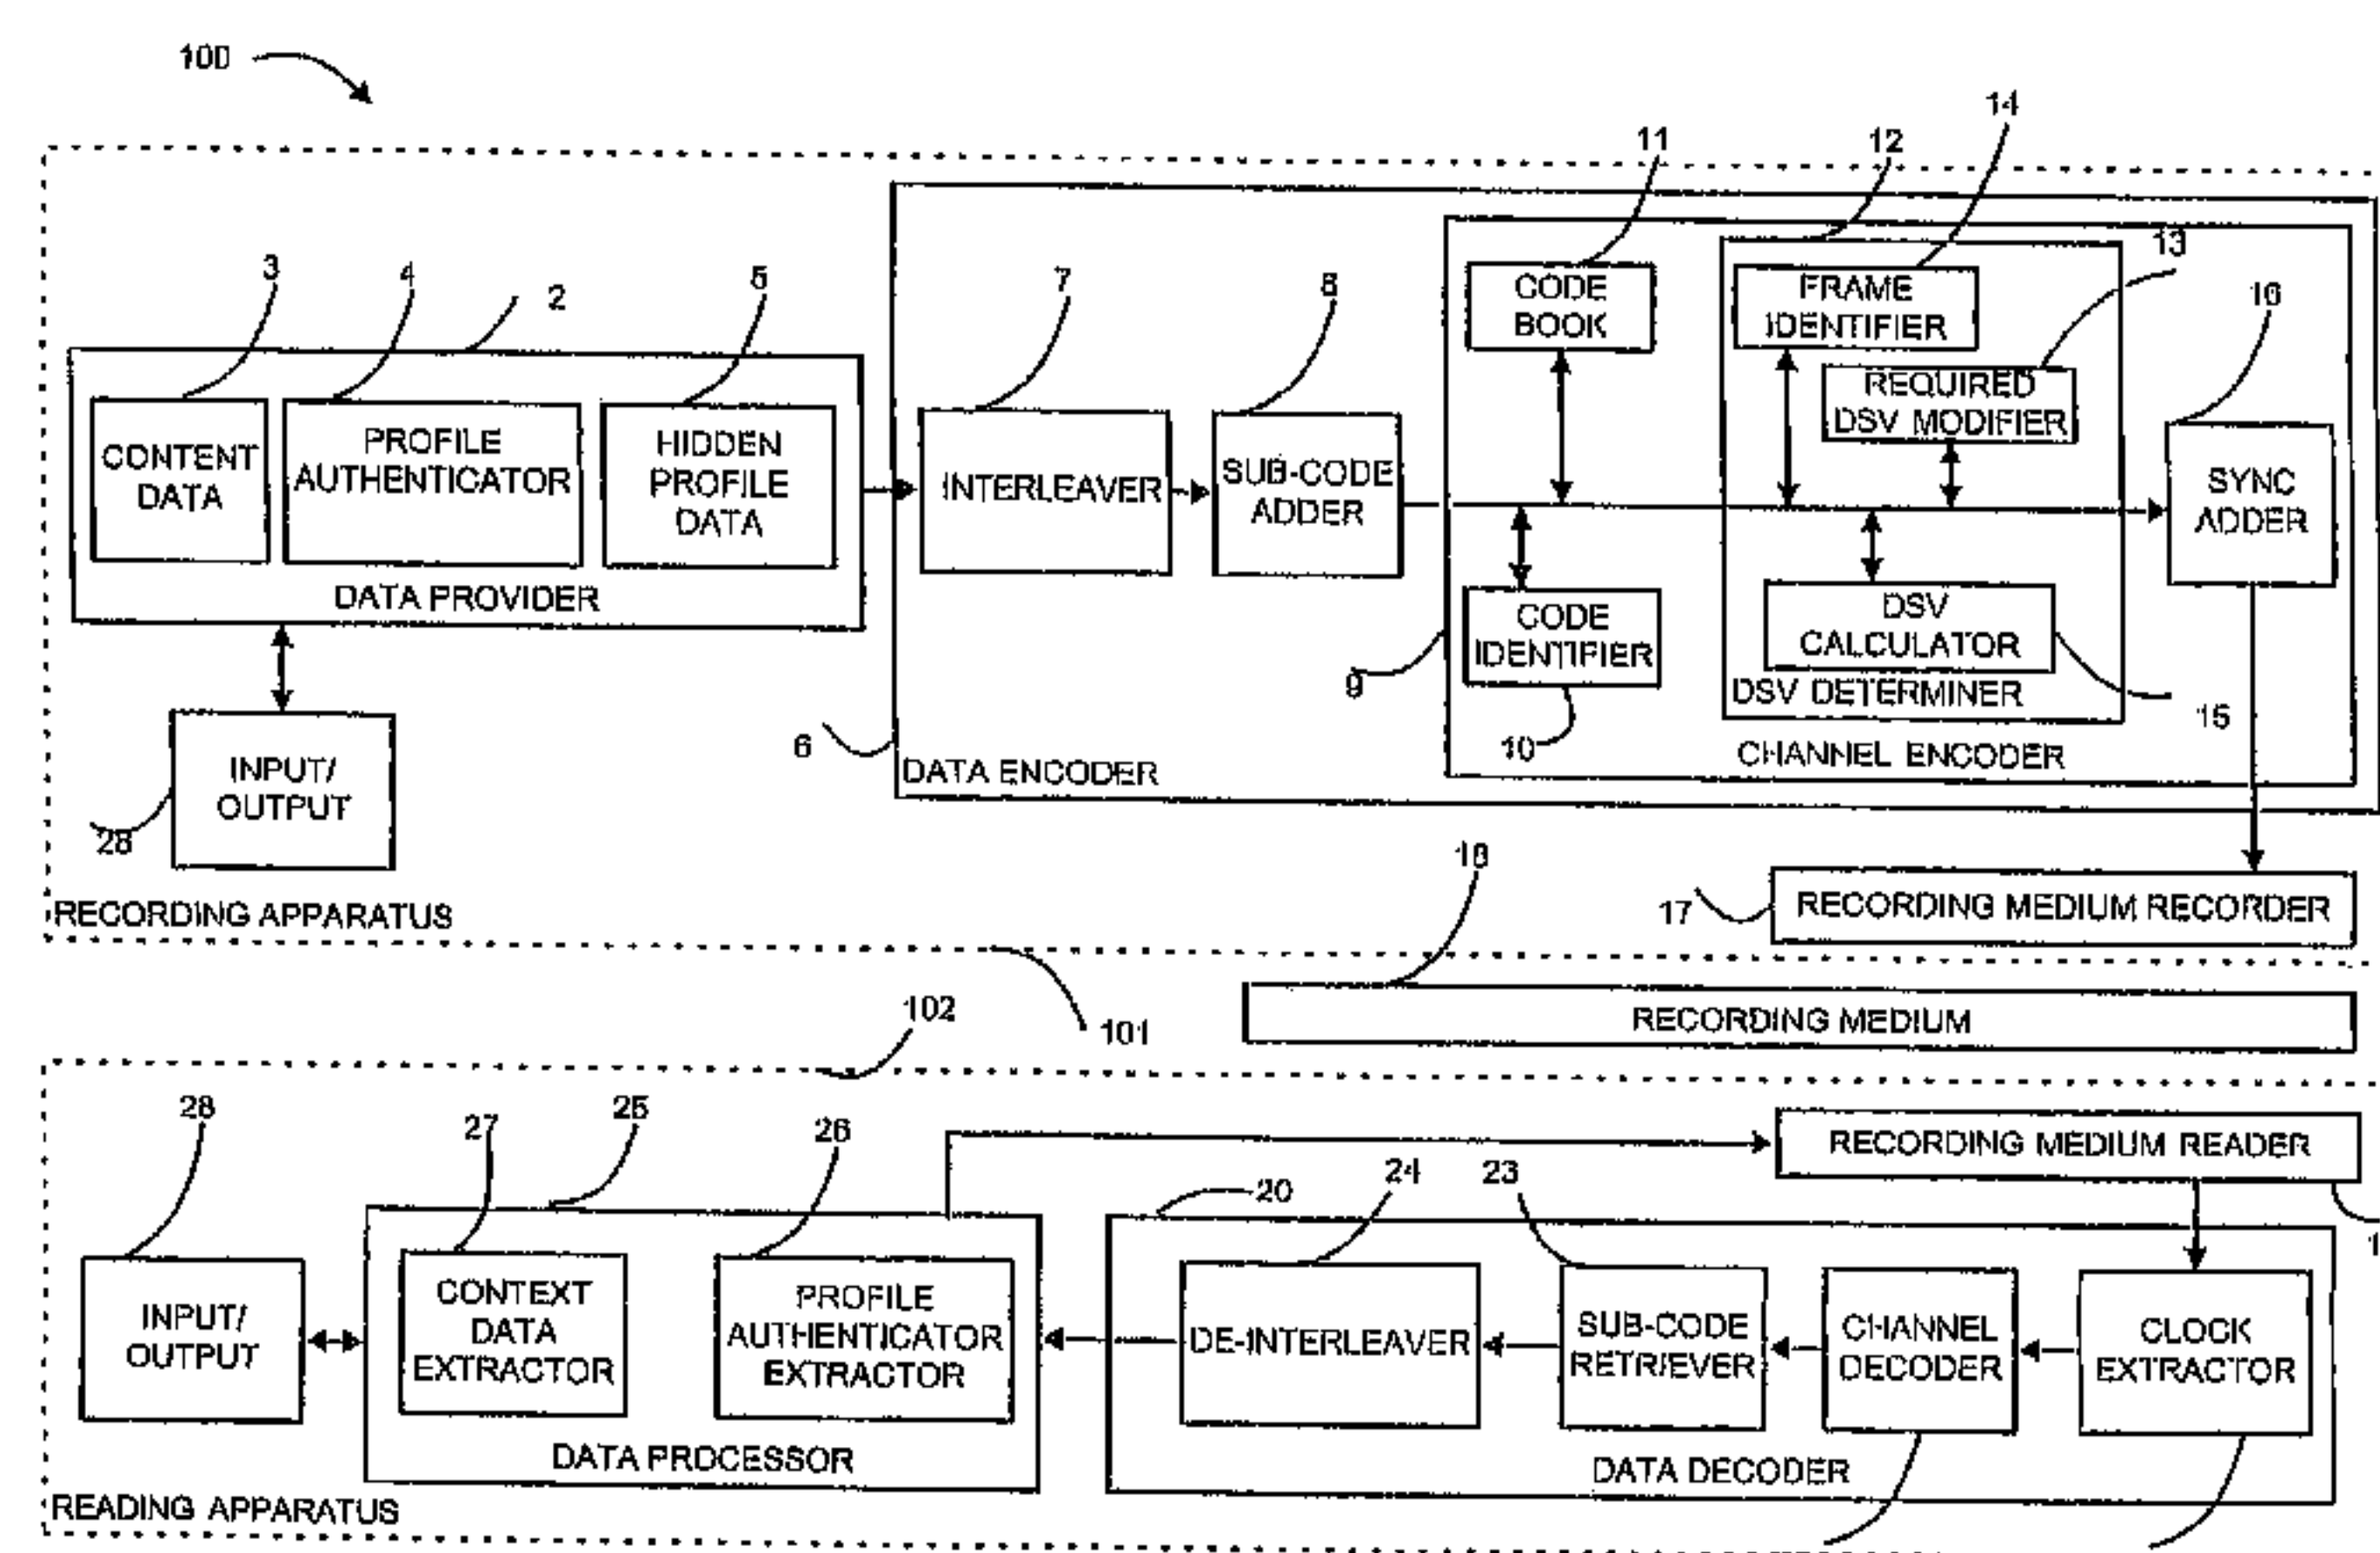 100
14
11
12
13
3
4
5
2
7
8
16
CODE
BOOK
FRAME
IDENTIFIER
REQUIRED
DSV MODIFIER
CONTENT
DATA
PROFILE
AUTHENTICATOR
HIDDEN
PROFILE
DATA
INTERLEAVER
SUB-CODE
ADDER
SYNC
ADDER
DATA PROVIDER
CODE
IDENTIFIER
DSV
CALCULATOR
DSV DETERMINER
9
15
6
10
INPUT/
OUTPUT
DATA ENCODER
CHANNEL ENCODER
28
18
17
RECORDING MEDIUM RECORDER
RECORDING APPARATUS
102
101
RECORDING MEDIUM
28
27
25
26
RECORDING MEDIUM READER
20
24
23
1
INPUT/
OUTPUT
CONTEXT
DATA
EXTRACTOR
PROFILE
AUTHENTICATOR
EXTRACTOR
DE-INTERLEAVER
SUB-CODE
RETRIEVER
CHANNEL
DECODER
CLOCK
EXTRACTOR
DATA PROCESSOR
DATA DECODER
READING APPARATUS